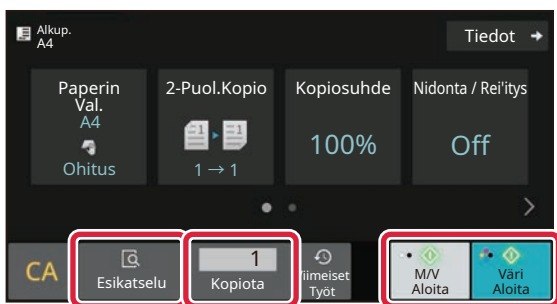 Alkup.
A4
Tiedot
Paperin
Val.
A4
Ohitus
2-Puol.Kopio
1 → 1
Kopiosuhde
100%
Nidonta / Rei'itys
Off
CA
Esikatselu
1
Kopiota
Viimeiset
Työt
M/V
Aloita
Väri
Aloita